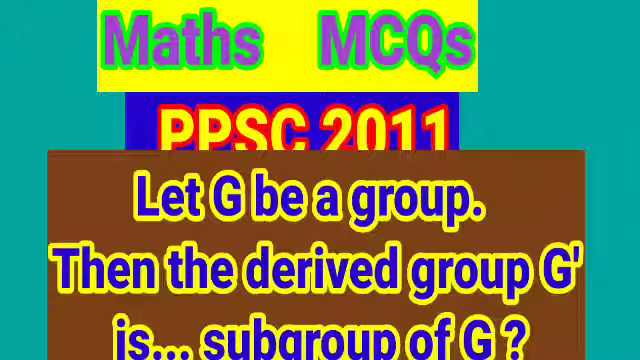 Maths MCQs
PPSC 2011
Let G be a group.
Then the derived group G'
is... subgroup of G ?